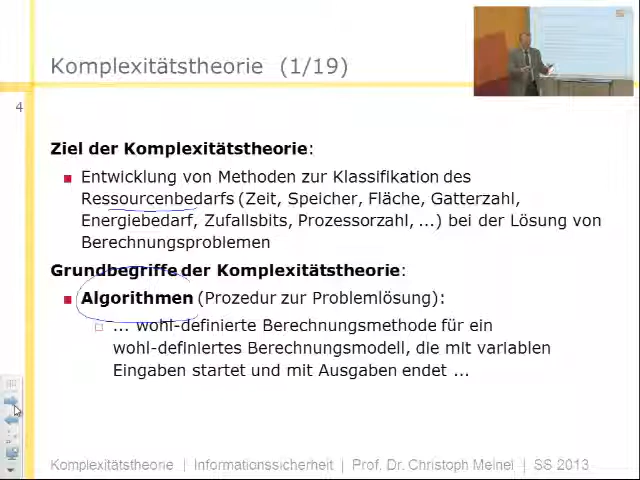 Komplexitätstheorie (1/19)
4
Ziel der Komplexitätstheorie:
Entwicklung von Methoden zur Klassifikation des
Ressourcenbedarfs (Zeit, Speicher, Fläche, Gatterzahl,
Energiebedarf, Zufallsbits, Prozessorzahl, ...) bei der Lösung von
Berechnungsproblemen
Grundbegriffe der Komplexitätstheorie:
Algorithmen (Prozedur zur Problemlösung):
... wohl-definierte Berechnungsmethode für ein
wohl-definiertes Berechnungsmodell, die mit variablen
Eingaben startet und mit Ausgaben endet ...
Komplexitätstheorie | Informationssicherheit | Prof. Dr. Christoph Meinel | SS 2013